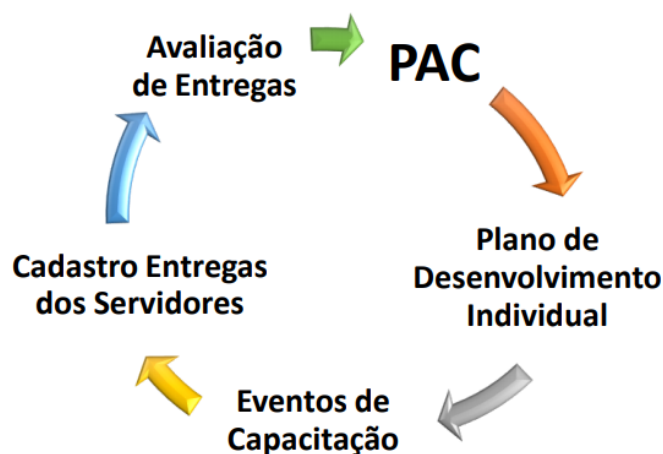 Avaliação
de Entregas
PAC
Plano de
Desenvolvimento
Individual
Eventos de
Capacitação
Cadastro Entregas
dos Servidores